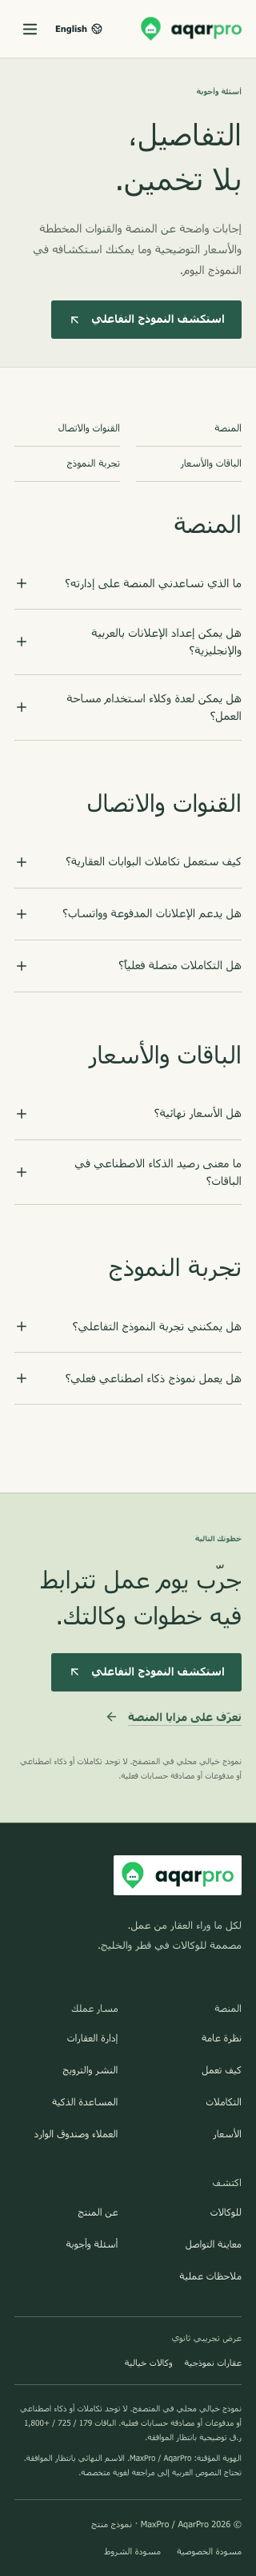 aqarpro
English
أسئلة وأجوبة
التفاصيل،
بلا تخمين.
إجابات واضحة عن المنصة والقنوات المخططة
والأسعار التوضيحية وما يمكنك استكشافه في
النموذج اليوم.
استكشف النموذج التفاعلي
المنصة
القنوات والاتصال
الباقات والأسعار
تجربة النموذج
المنصة
ما الذي تساعدني المنصة على إدارته؟
هل يمكن إعداد الإعلانات بالعربية
والإنجليزية؟
هل يمكن لعدة وكلاء استخدام مساحة
العمل؟
القنوات والاتصال
كيف ستعمل تكاملات البوابات العقارية؟
هل يدعم الإعلانات المدفوعة وواتساب؟
هل التكاملات متصلة فعلياً؟
الباقات والأسعار
هل الأسعار نهائية؟
ما معنى رصيد الذكاء الاصطناعي في
الباقات؟
تجربة النموذج
هل يمكنني تجربة النموذج التفاعلي؟
هل يعمل نموذج ذكاء اصطناعي فعلي؟
خطوتك التالية
جرّب يوم عمل تترابط
فيه خطوات وكالتك.
استكشف النموذج التفاعلي
تعرّف على مزايا المنصة
نموذج خيالي محلي في المتصفح. لا توجد تكاملات أو ذكاء اصطناعي
أو مدفوعات أو مصادقة حسابات فعلية.
aqarpro
لكل ما وراء العقار من عمل.
مصممة للوكالات في قطر والخليج.
المنصة
نظرة عامة
كيف تعمل
التكاملات
الأسعار
مسار عملك
إدارة العقارات
النشر والترويج
المساعدة الذكية
العملاء وصندوق الوارد
اكتشف
للوكالات
معاينة التواصل
ملاحظات عملية
عن المنتج
أسئلة وأجوبة
عرض تجريبي ثانوي
عقارات نموذجية
وكالات خيالية
نموذج خيالي محلي في المتصفح. لا توجد تكاملات أو ذكاء اصطناعي
أو مدفوعات أو مصادقة حسابات فعلية. الباقات 179 / 725 / +1,800
ر.ق توضيحية بانتظار الموافقة.
الهوية المؤقتة: MaxPro / AqarPro. الاسم النهائي بانتظار الموافقة.
تحتاج النصوص العربية إلى مراجعة لغوية متخصصة.
© 2026 MaxPro / AqarPro · نموذج منتج
مسودة الخصوصية
مسودة الشروط